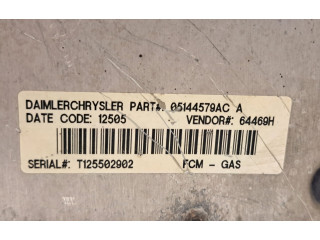 DAIMLERCHRYSLER PART#: 05144579AC A
DATE CODE: 12505 VENDOR#: 64469H
SERIAL#: T125502902 FCM - GAS